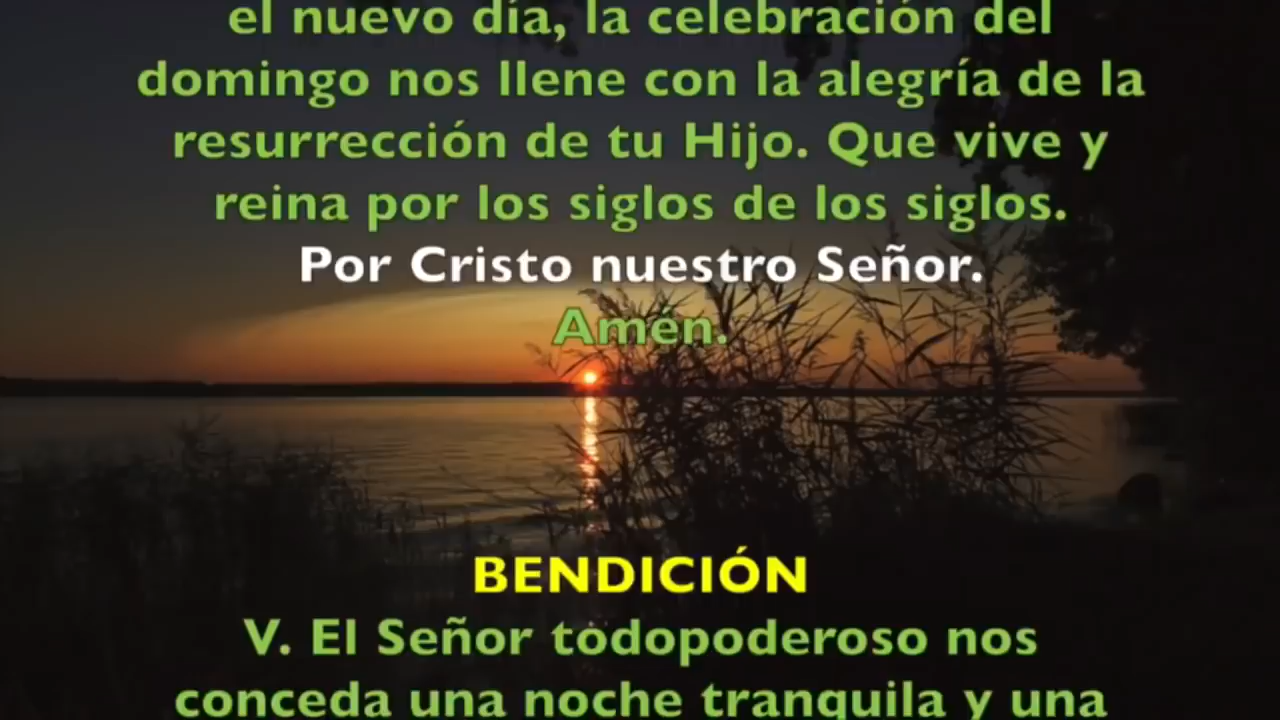 el nuevo día, la celebración del
domingo nos llene con la alegría de la
resurrección de tu Hijo. Que vive y
reina por los siglos de los siglos.
Por Cristo nuestro Señor.
Amén.
BENDICIÓN
V. El Señor todopoderoso nos
conceda una noche tranquila y una